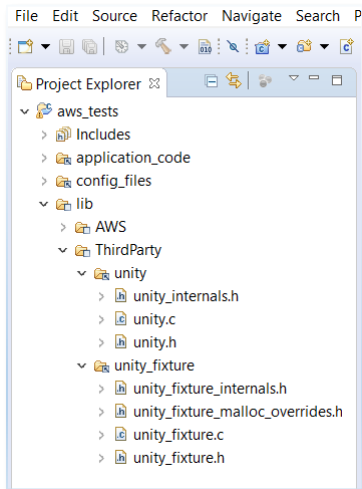 File Edit Source Refactor Navigate Search
Project Explorer
aws_tests
Includes
application_code
config_files
lib
AWS
ThirdParty
unity
unity_internals.h
unity.c
unity.h
unity_fixture
unity_fixture_internals.h
unity_fixture_malloc_overrides.h
unity_fixture.c
unity_fixture.h